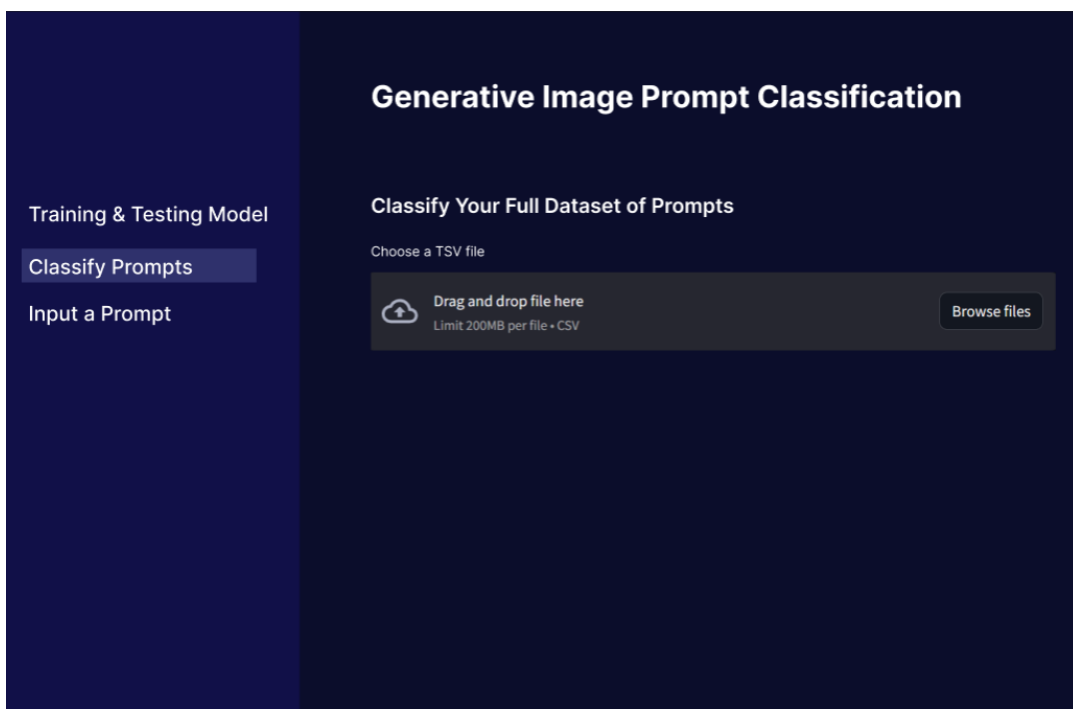 Generative Image Prompt Classification
Training & Testing Model
Classify Prompts
Input a Prompt
Classify Your Full Dataset of Prompts
Choose a TSV file
Drag and drop file here
Limit 200MB per file • CSV
Browse files